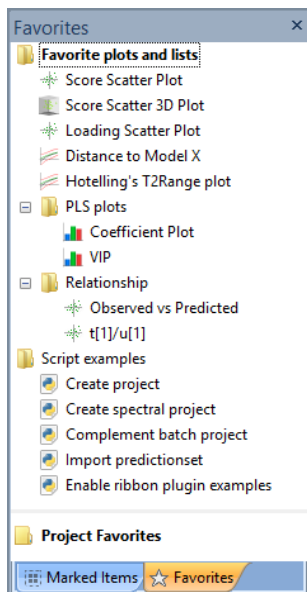 Favorites
Favorite plots and lists
Score Scatter Plot
Score Scatter 3D Plot
Loading Scatter Plot
Distance to Model X
Hotelling's T2Range plot
PLS plots
Coefficient Plot
VIP
Relationship
Observed vs Predicted
t[1]/u[1]
Script examples
Create project
Create spectral project
Complement batch project
Import predictionset
Enable ribbon plugin examples
Project Favorites
Marked Items Favorites